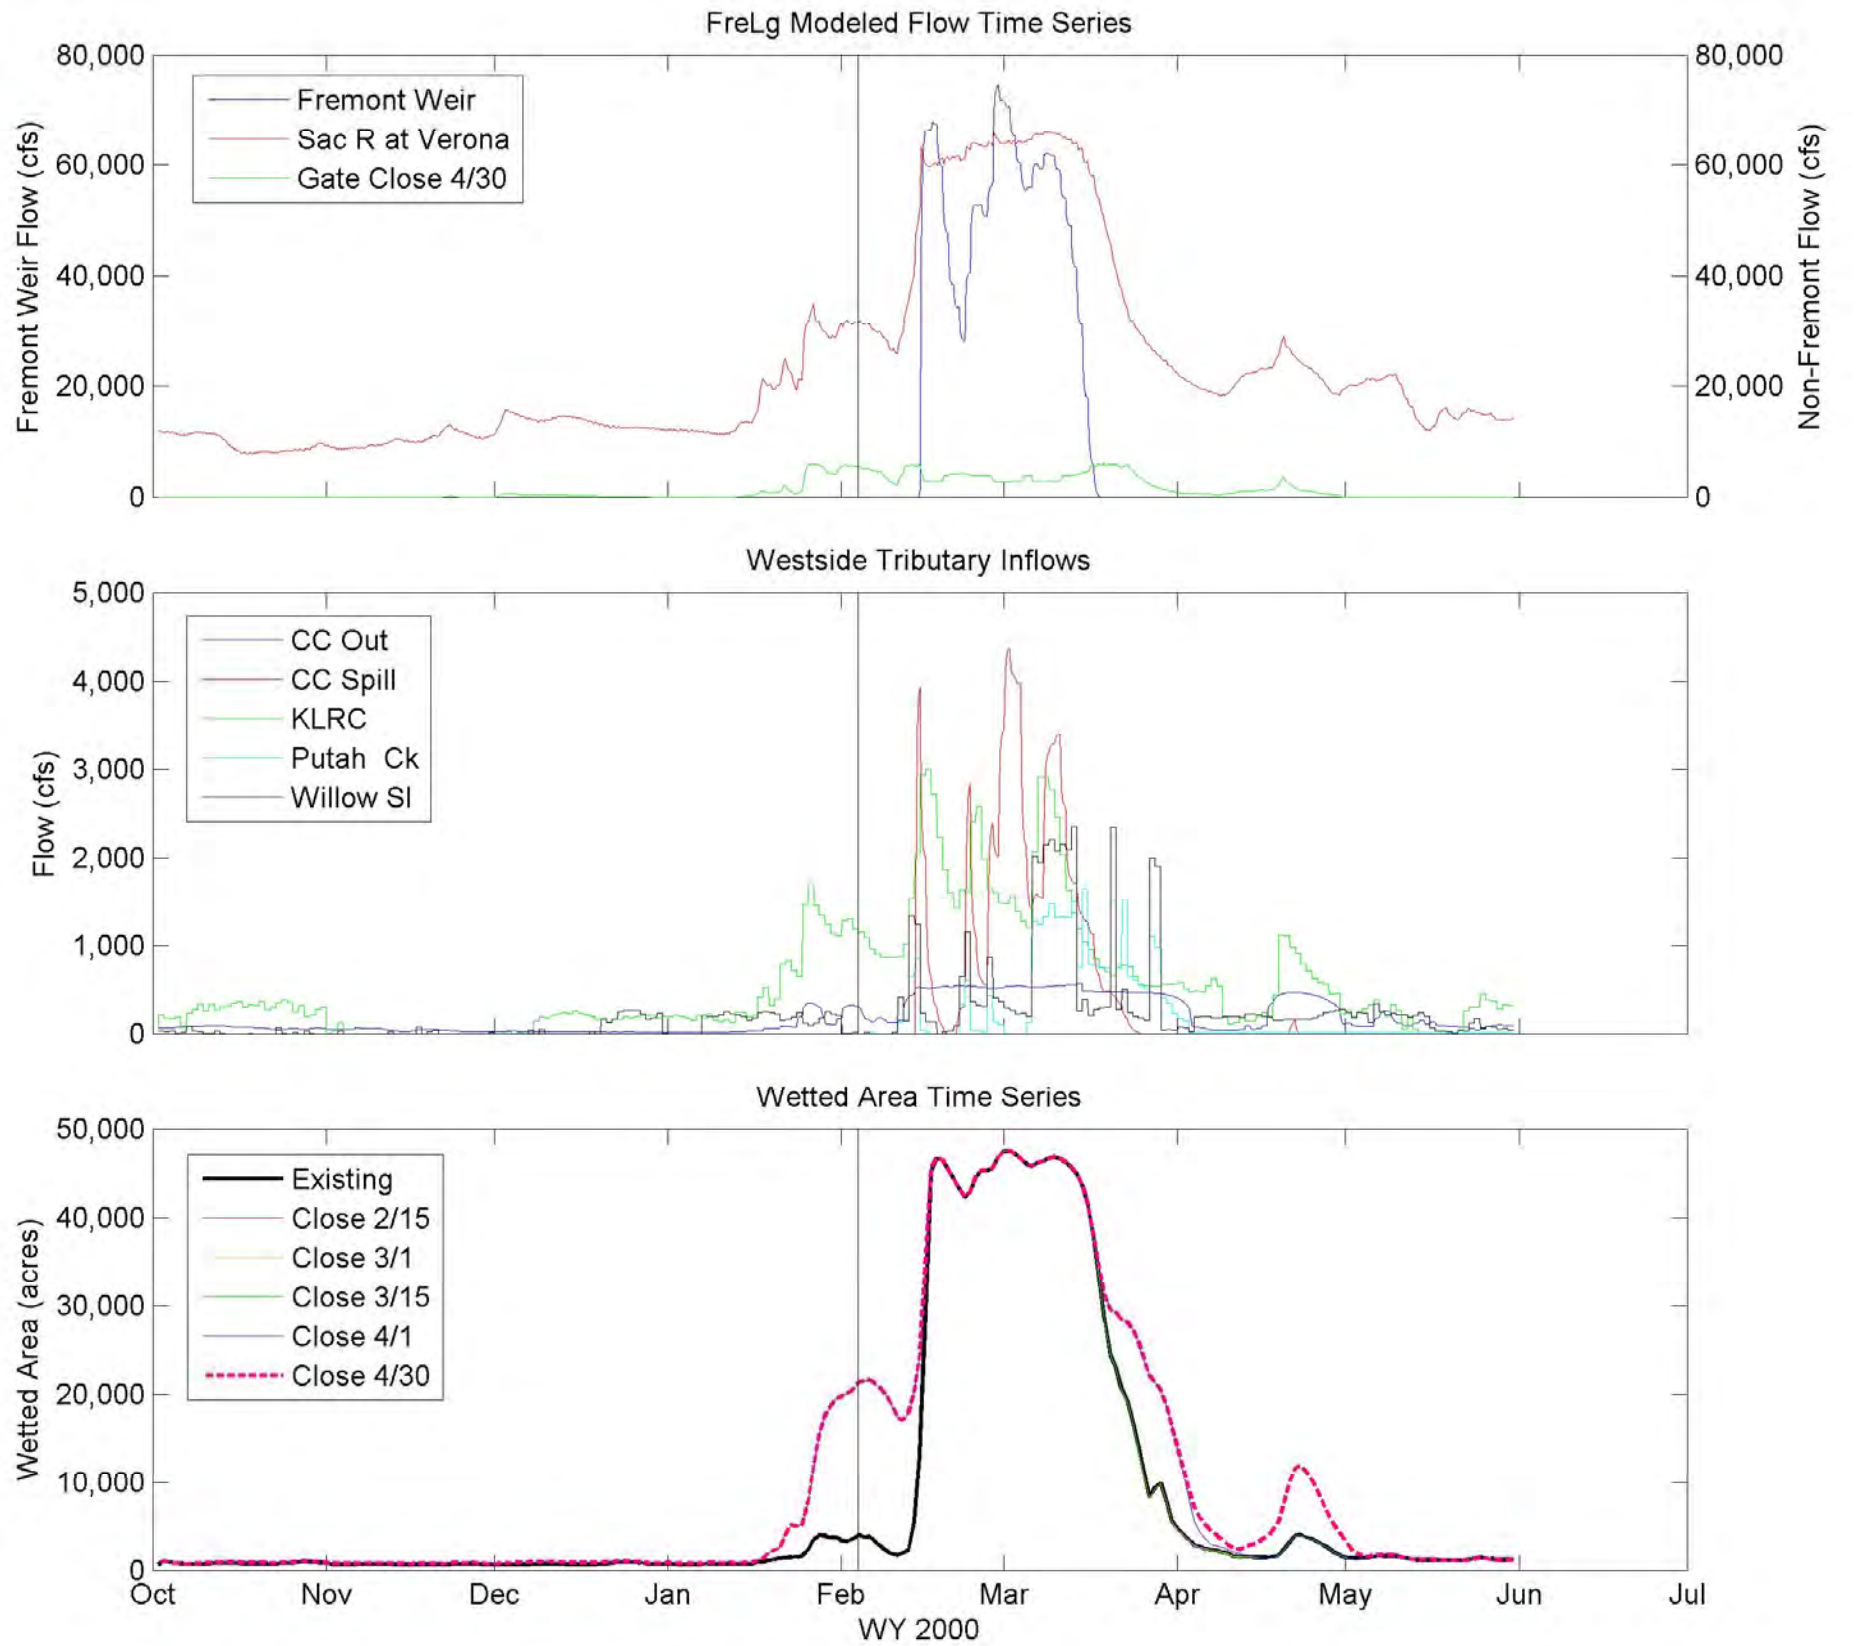 FreLg Modeled Flow Time Series
80,000
60,000
40,000
20,000
0
Fremont Weir Flow (cfs)
Fremont Weir
Sac R at Verona
Gate Close 4/30
80,000
60,000
40,000
20,000
0
Non-Fremont Flow (cfs)
Westside Tributary Inflows
5,000
4,000
3,000
2,000
1,000
0
Flow (cfs)
CC Out
CC Spill
KLRC
Putah Ck
Willow Sl
Wetted Area Time Series
50,000
40,000
30,000
20,000
10,000
0
Wetted Area (acres)
Existing
Close 2/15
Close 3/1
Close 3/15
Close 4/1
Close 4/30
Oct Nov Dec Jan Feb Mar Apr May Jun Jul
WY 2000